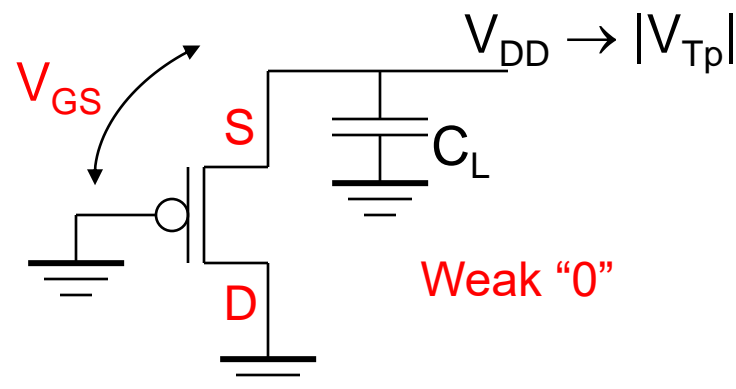 V_DD → |V_Tp|
V_GS
S
C_L
Weak “0”
D